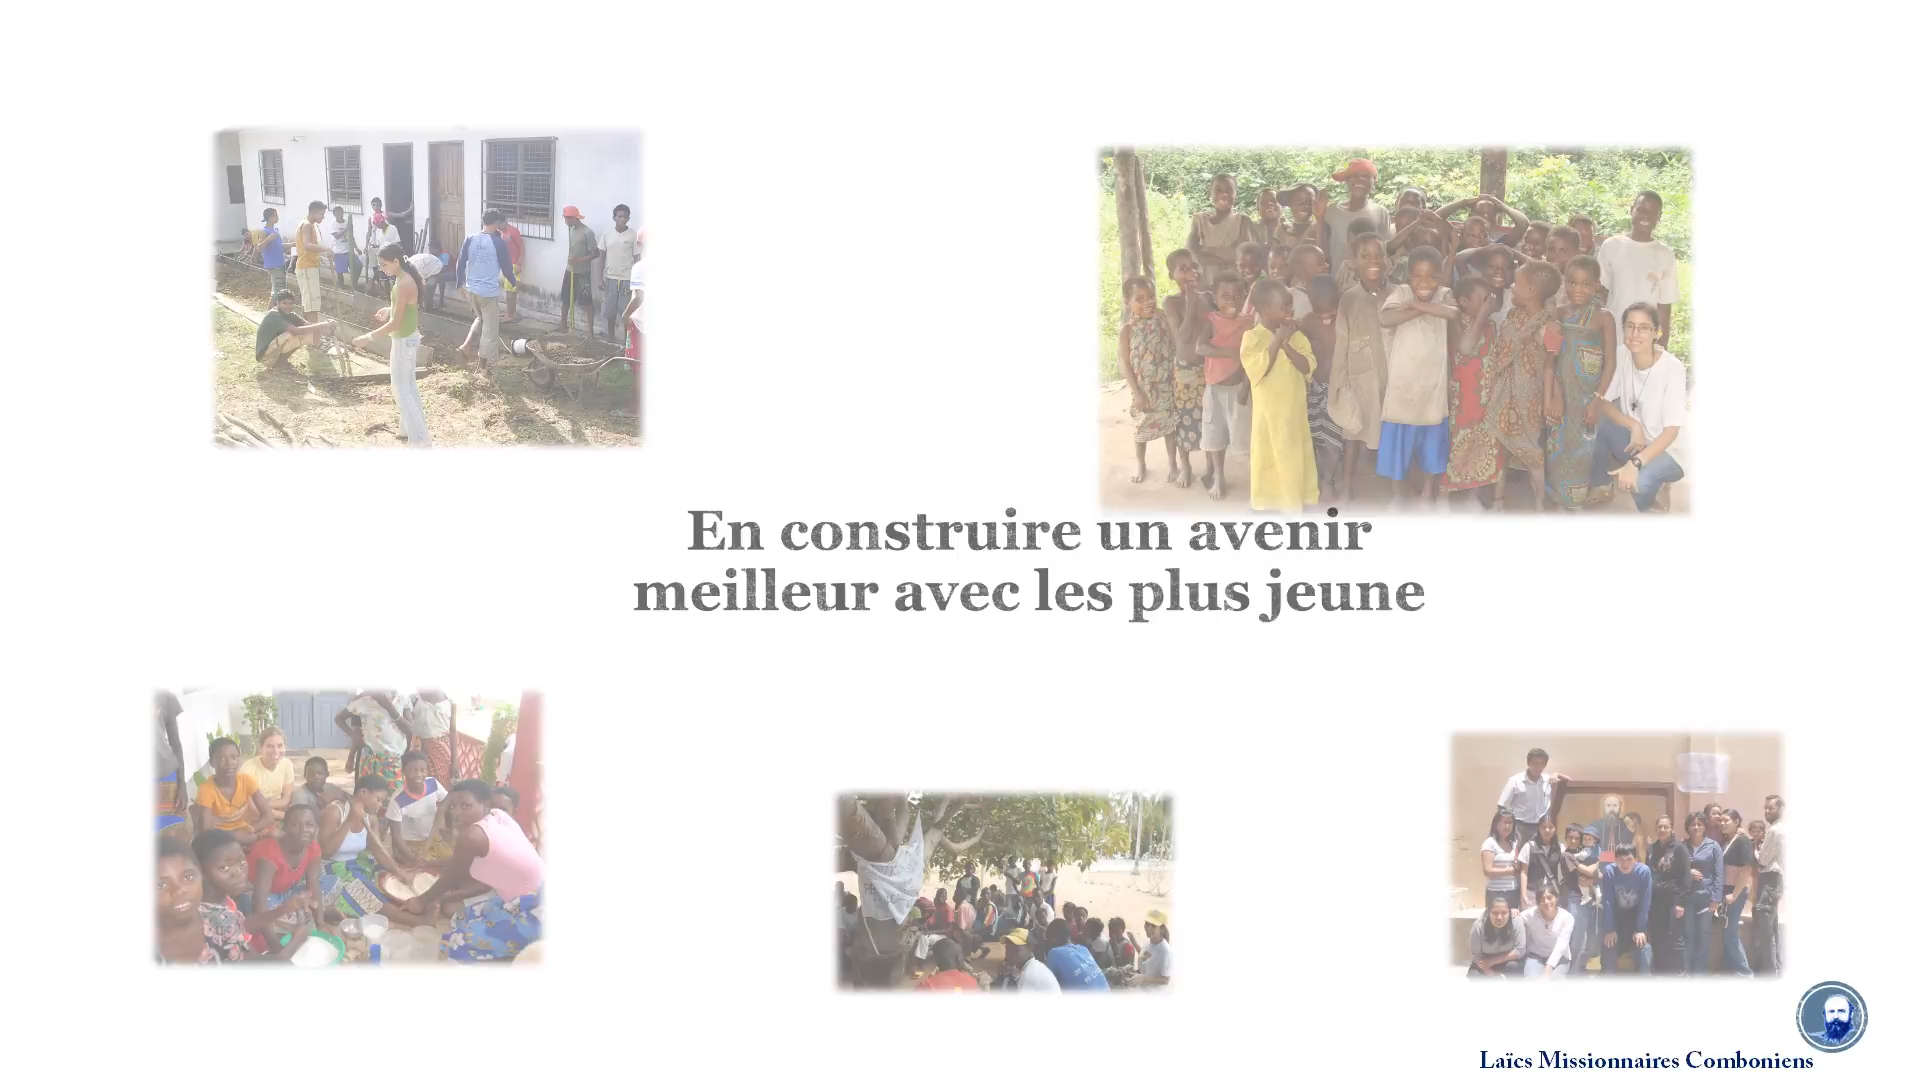 En construire un avenir
meilleur avec les plus jeune
Laïcs Missionnaires Comboniens